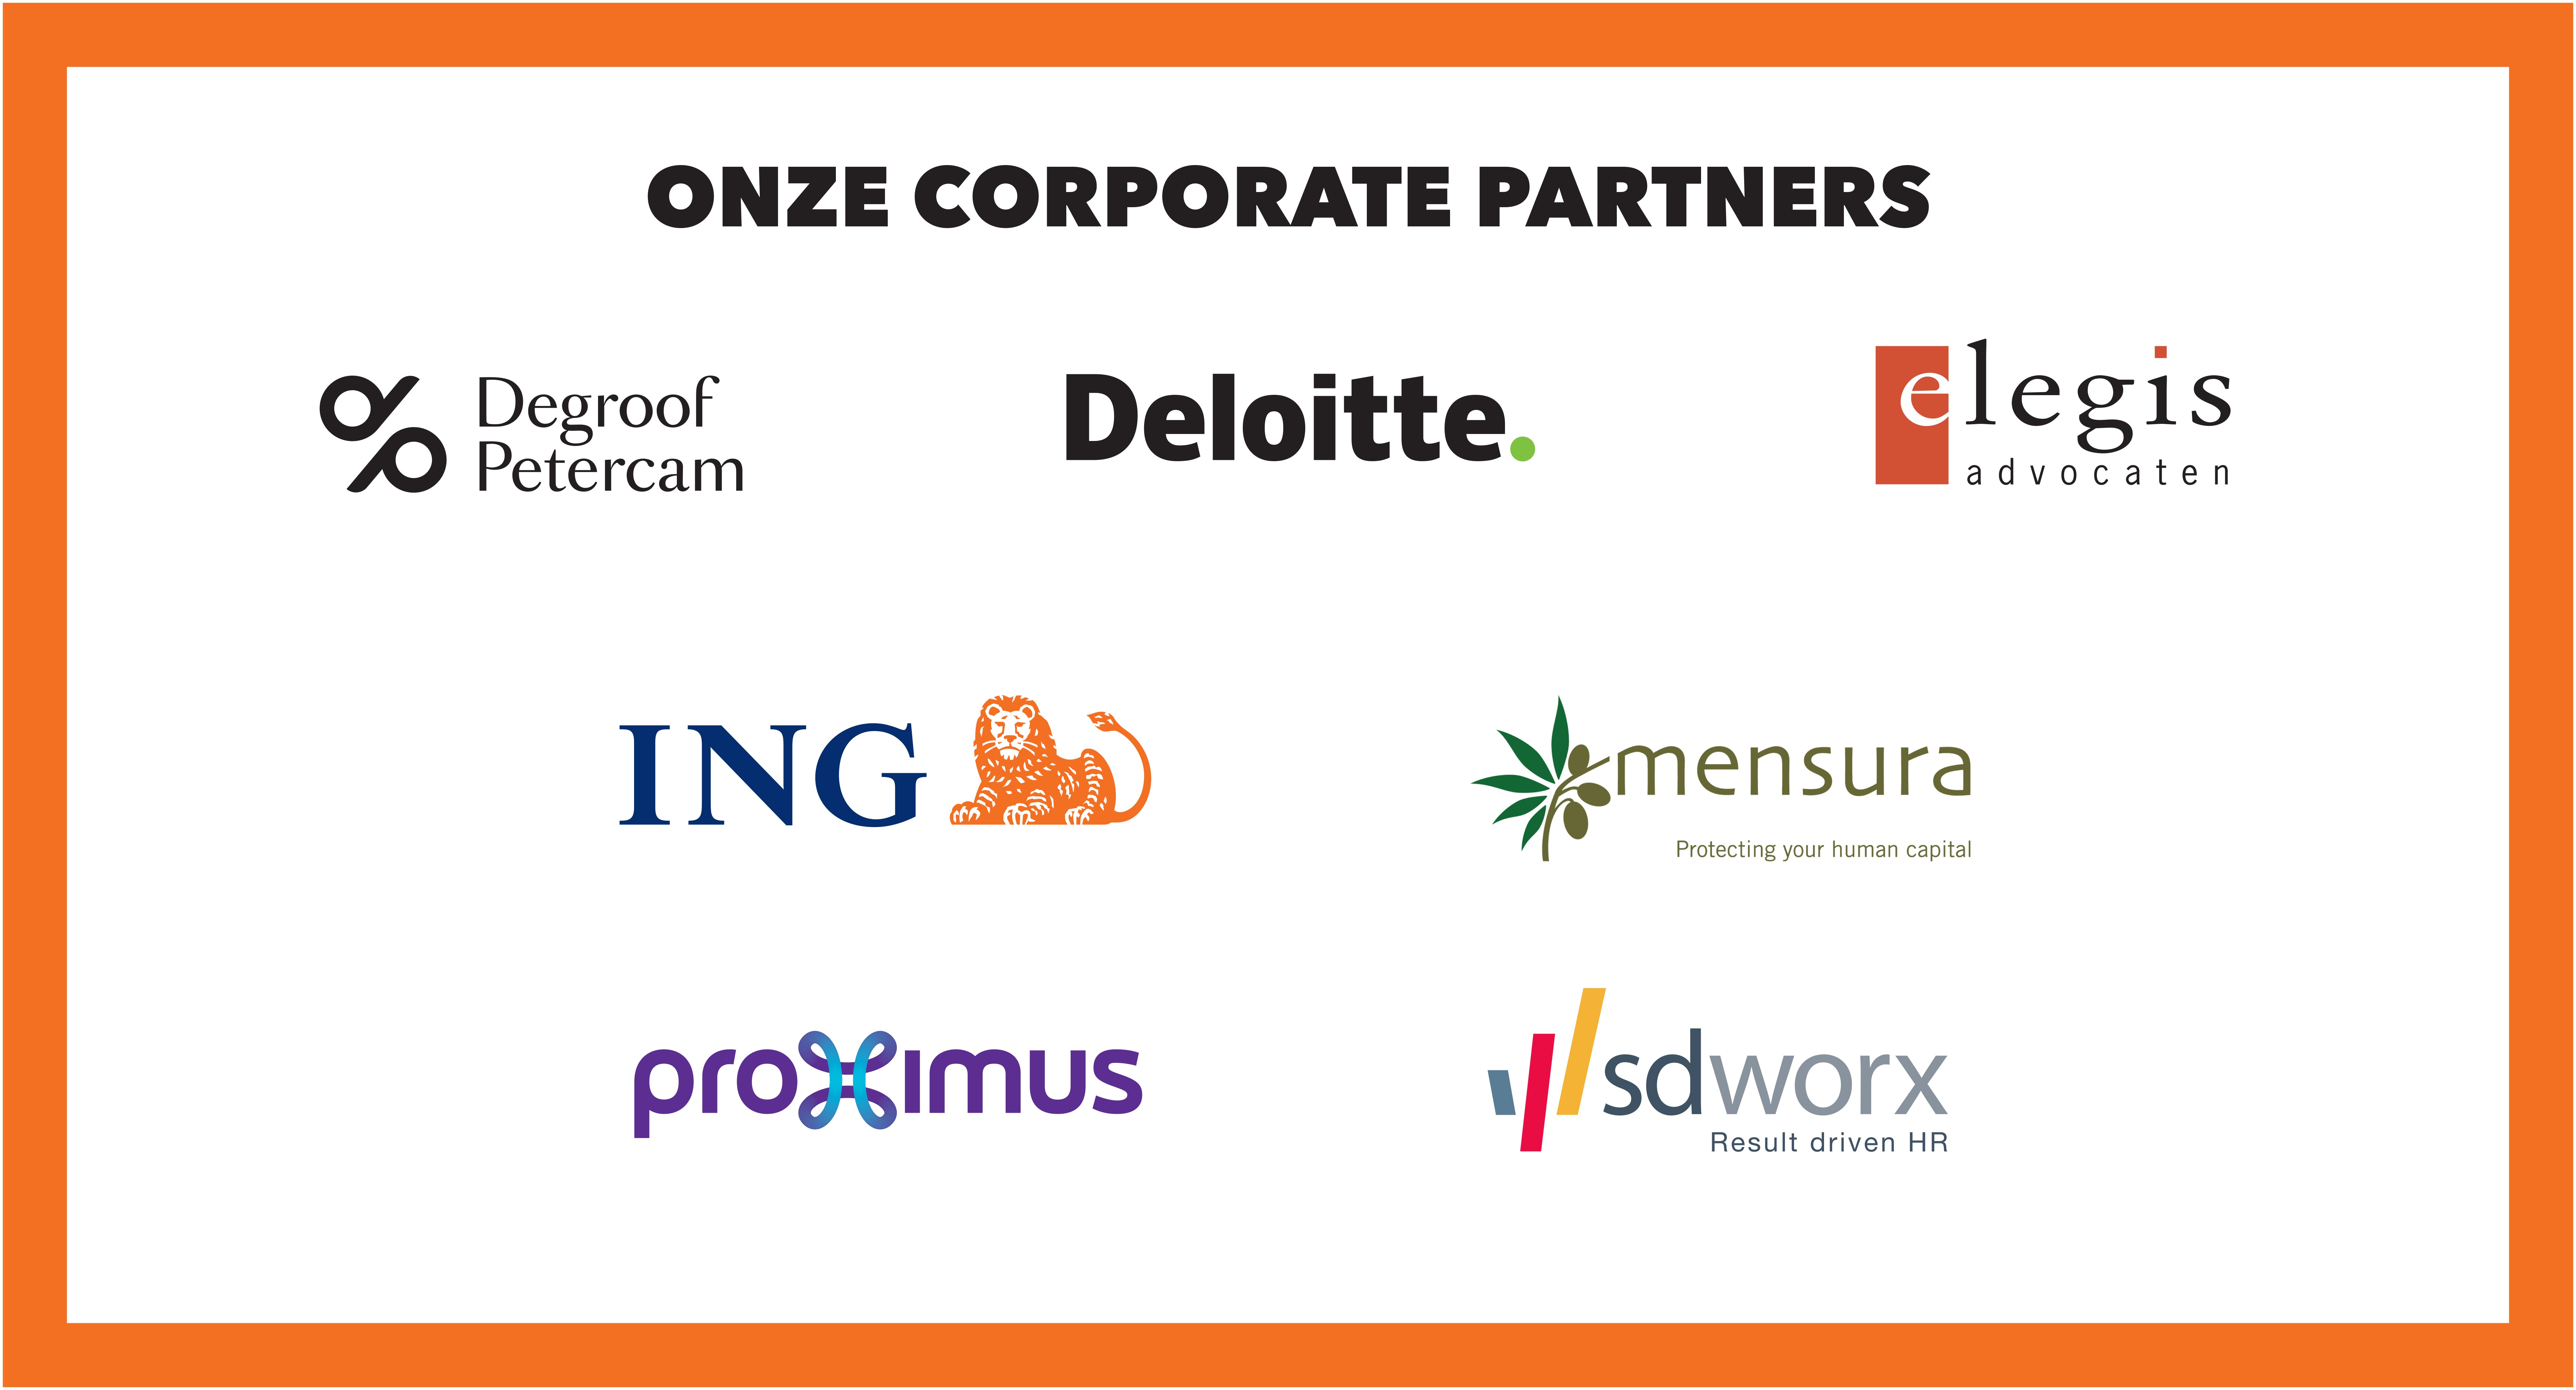 ONZE CORPORATE PARTNERS
Degroof
Petercam
Deloitte.
elegis
advocaten
ING
mensura
Protecting your human capital
proximus
sdworx
Result driven HR